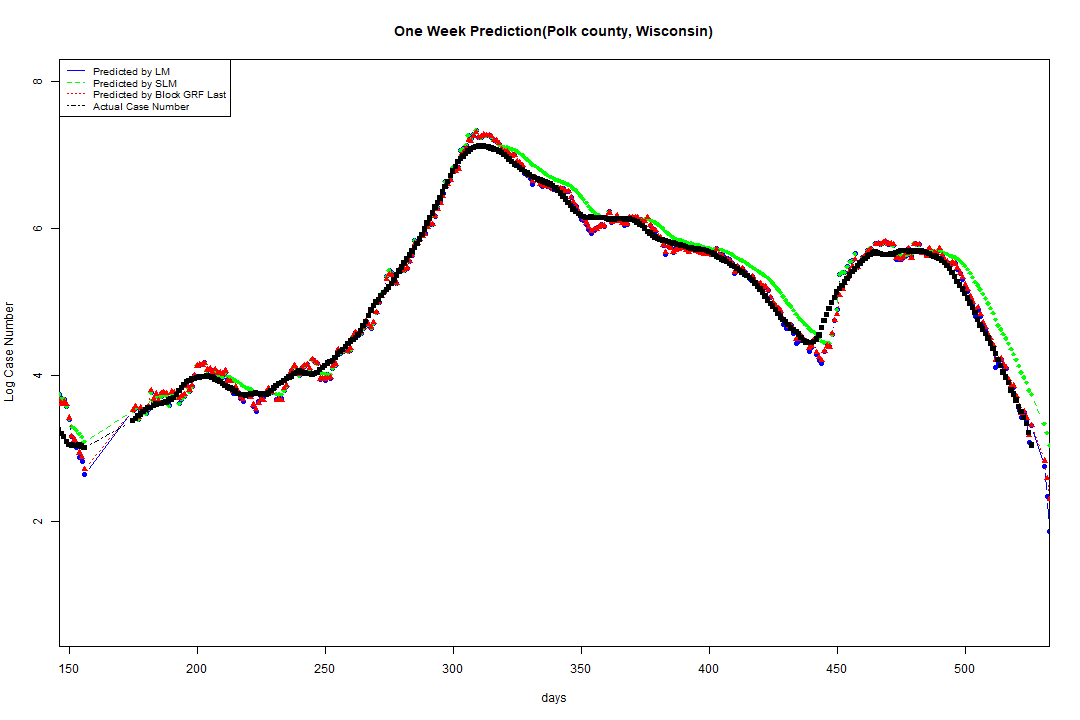 One Week Prediction(Polk county, Wisconsin)
Predicted by LM
Predicted by SLM
Predicted by Block GRF Last
Actual Case Number
8
6
4
2
Log Case Number
150 200 250 300 350 400 450 500
days